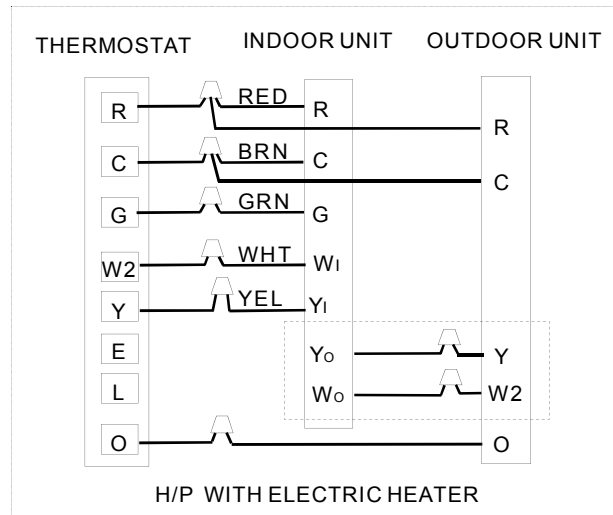 THERMOSTAT INDOOR UNIT OUTDOOR UNIT
R RED R
R
C BRN C
C
G GRN G
W2 WHT WI
Y YEL YI
E YO Y
L WO W2
O O
H/P WITH ELECTRIC HEATER